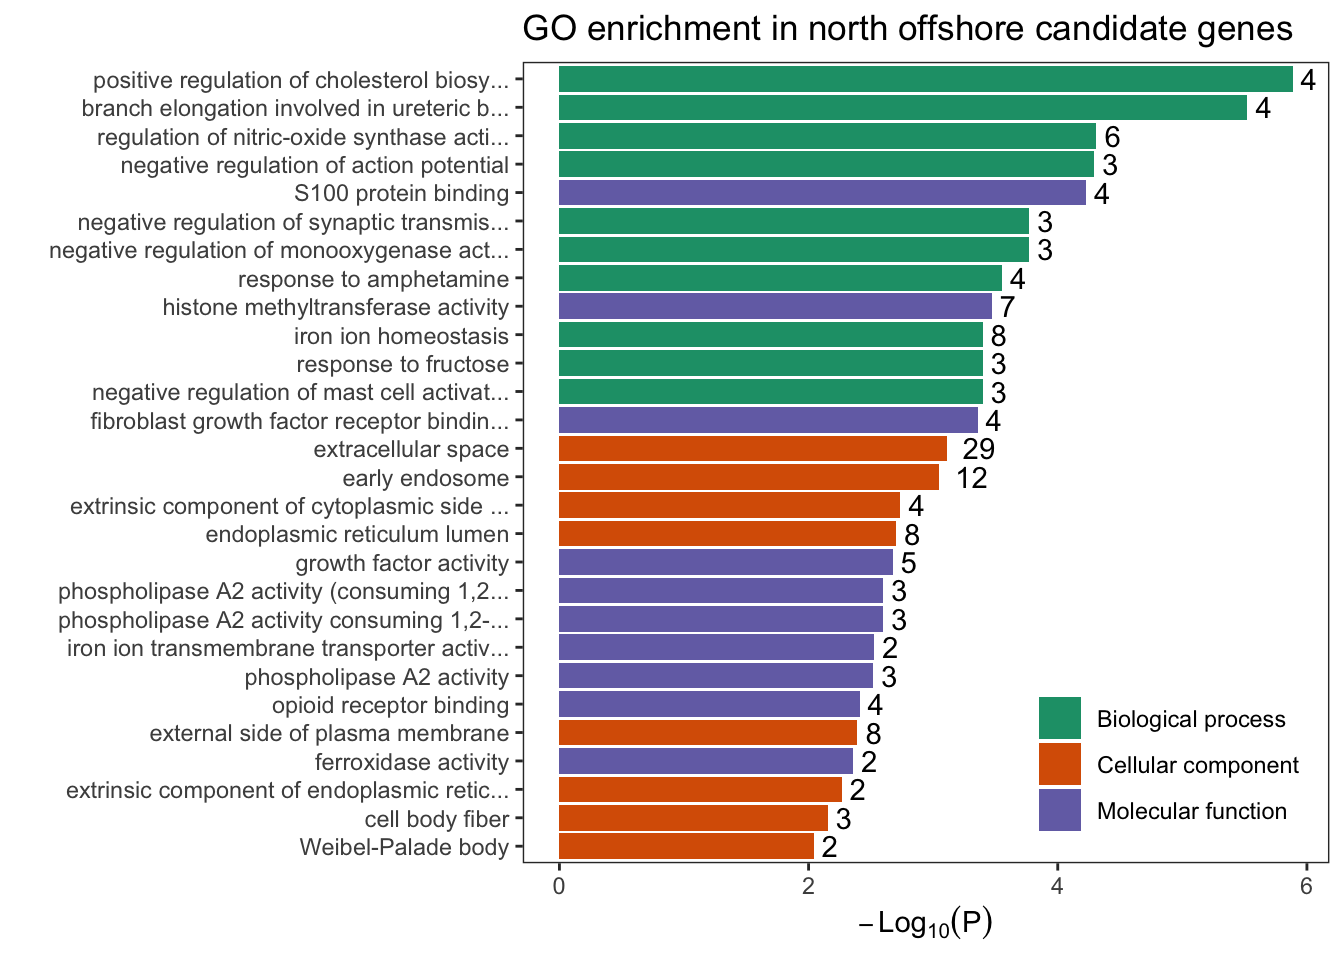 GO enrichment in north offshore candidate genes
positive regulation of cholesterol biosy... 4
branch elongation involved in ureteric b... 4
regulation of nitric-oxide synthase acti... 6
negative regulation of action potential 3
S100 protein binding 4
negative regulation of synaptic transmis... 3
negative regulation of monooxygenase act... 3
response to amphetamine 4
histone methyltransferase activity 7
iron ion homeostasis 8
response to fructose 3
negative regulation of mast cell activat... 3
fibroblast growth factor receptor bindin... 4
extracellular space 29
early endosome 12
extrinsic component of cytoplasmic side ... 4
endoplasmic reticulum lumen 8
growth factor activity 5
phospholipase A2 activity (consuming 1,2... 3
phospholipase A2 activity consuming 1,2-... 3
iron ion transmembrane transporter activ... 2
phospholipase A2 activity 3
opioid receptor binding 4
external side of plasma membrane 8
ferroxidase activity 2
extrinsic component of endoplasmic retic... 2
cell body fiber 3
Weibel-Palade body 2
Biological process
Cellular component
Molecular function
0 2 4 6
−Log10(P)